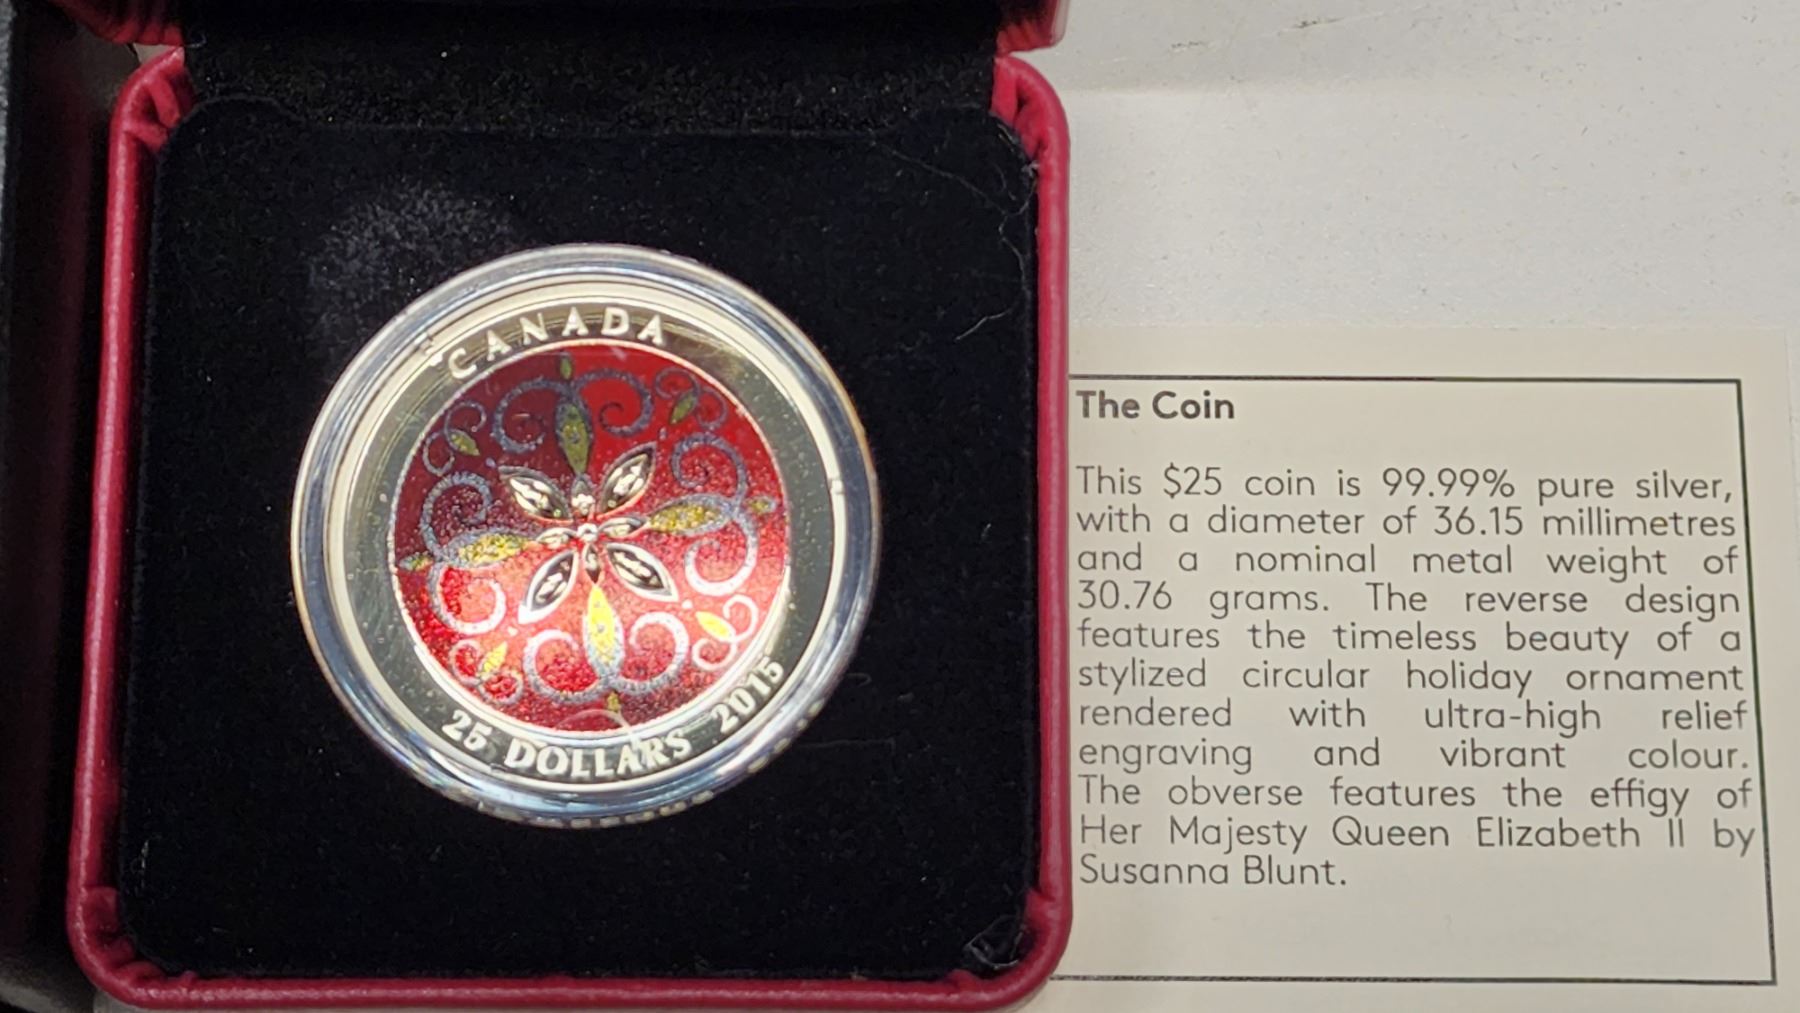 CANADA
25 DOLLARS 2015
The Coin
This $25 coin is 99.99% pure silver,
with a diameter of 36.15 millimetres
and a nominal metal weight of
30.76 grams. The reverse design
features the timeless beauty of a
stylized circular holiday ornament
rendered with ultra-high relief
engraving and vibrant colour.
The obverse features the effigy of
Her Majesty Queen Elizabeth II by
Susanna Blunt.